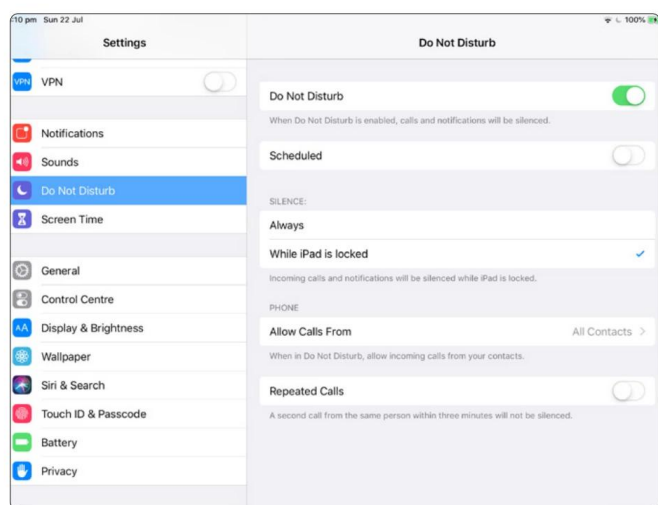 :10 pm Sun 22 Jul
100%
Settings
VPN
VPN
Notifications
Sounds
Do Not Disturb
Screen Time
General
Control Centre
AA
Display & Brightness
Wallpaper
Siri & Search
Touch ID & Passcode
Battery
Privacy
Do Not Disturb
Do Not Disturb
When Do Not Disturb is enabled, calls and notifications will be silenced.
Scheduled
SILENCE:
Always
While iPad is locked
Incoming calls and notifications will be silenced while iPad is locked.
PHONE
Allow Calls From All Contacts
When in Do Not Disturb, allow incoming calls from your contacts.
Repeated Calls
A second call from the same person within three minutes will not be silenced.